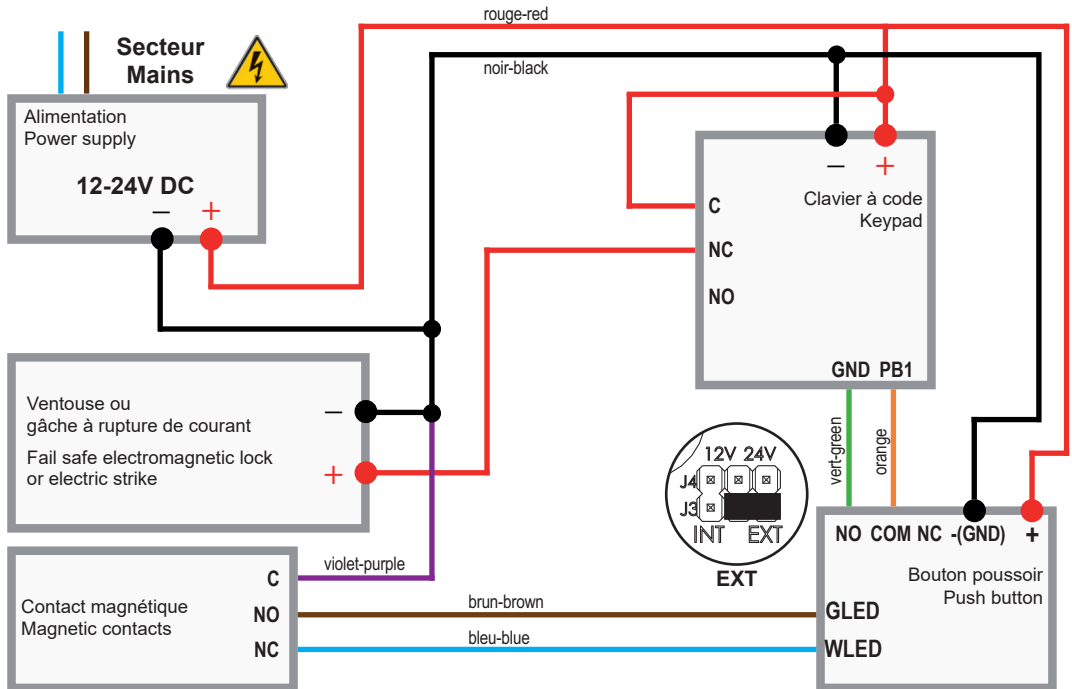 rouge-red
Secteur
Mains
noir-black
Alimentation
Power supply
12-24V DC
− +
− +
Clavier à code
Keypad
C
NC
NO
GND PB1
Ventouse ou
gâche à rupture de courant
Fail safe electromagnetic lock
or electric strike
−
+
vert-green
orange
12V 24V
J4
J3
INT EXT
EXT
NO COM NC -(GND) +
Bouton poussoir
Push button
GLED
WLED
violet-purple
brun-brown
bleu-blue
Contact magnétique
Magnetic contacts
C
NO
NC